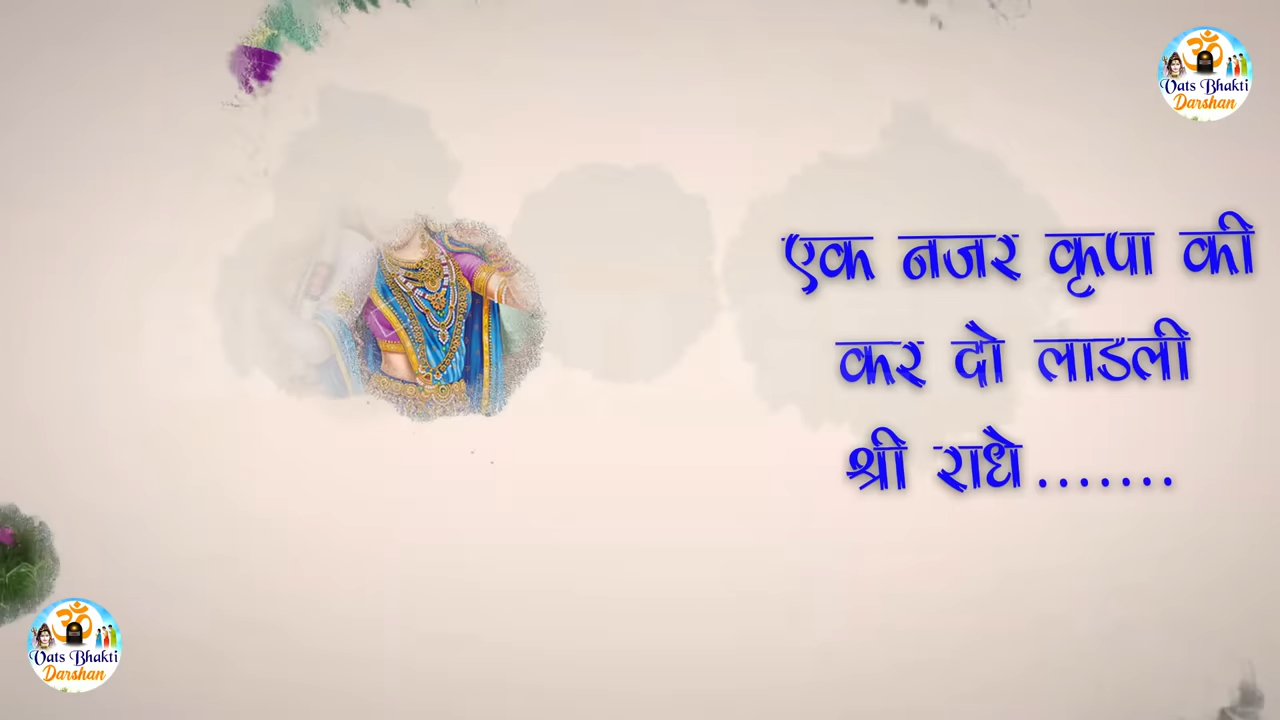 Vats Bhakti
Darshan
एक नजर कृपा की
कर दो लाडली
श्री राधे.......
Vats Bhakti
Darshan